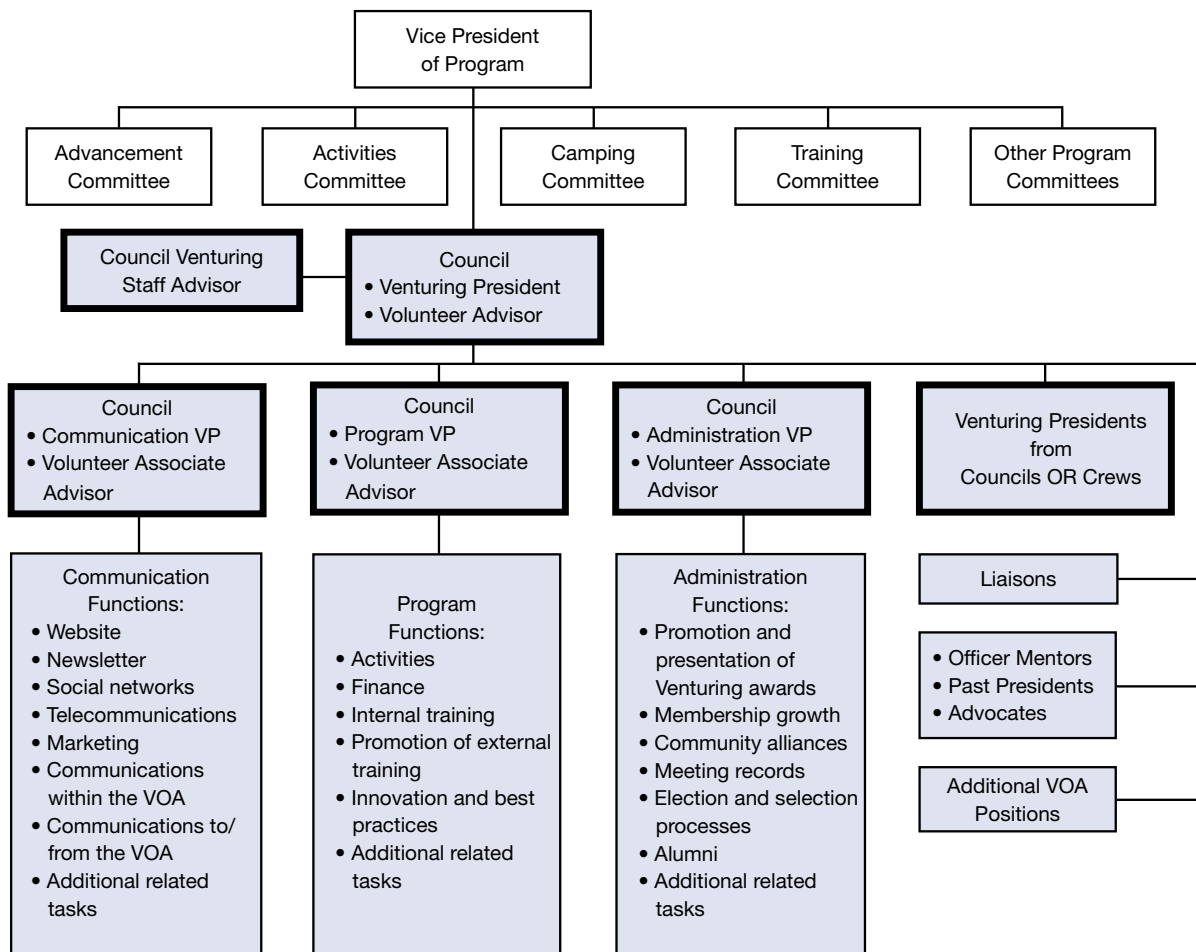 Vice President
of Program
Advancement
Committee
Activities
Committee
Camping
Committee
Training
Committee
Other Program
Committees
Council Venturing
Staff Advisor
Council
• Venturing President
• Volunteer Advisor
Council
• Communication VP
• Volunteer Associate
Advisor
Council
• Program VP
• Volunteer Associate
Advisor
Council
• Administration VP
• Volunteer Associate
Advisor
Venturing Presidents
from
Councils OR Crews
Communication
Functions:
• Website
• Newsletter
• Social networks
• Telecommunications
• Marketing
• Communications
within the VOA
• Communications to/
from the VOA
• Additional related
tasks
Program
Functions:
• Activities
• Finance
• Internal training
• Promotion of external
training
• Innovation and best
practices
• Additional related
tasks
Administration
Functions:
• Promotion and
presentation of
Venturing awards
• Membership growth
• Community alliances
• Meeting records
• Election and selection
processes
• Alumni
• Additional related
tasks
Liaisons
• Officer Mentors
• Past Presidents
• Advocates
Additional VOA
Positions